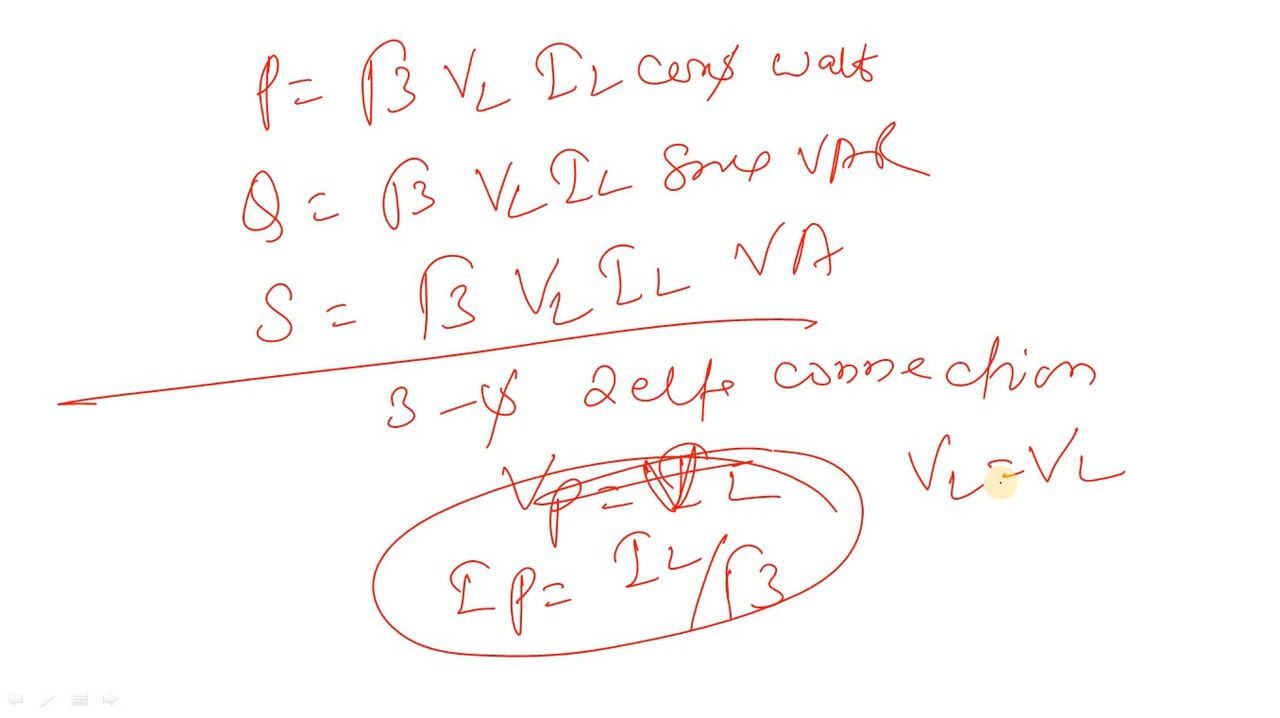 P = √3 VL IL cosϕ watt
Q = √3 VL IL sinϕ VAR
S = √3 VL IL VA
3-ϕ Delta connection
VP = VL
VL = VL
IP = IL/√3